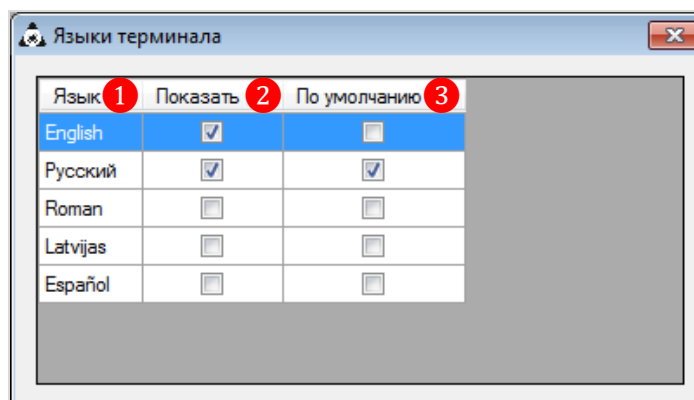 Языки терминала
Язык 1 Показать 2 По умолчанию 3
English
Русский
Roman
Latvijas
Español